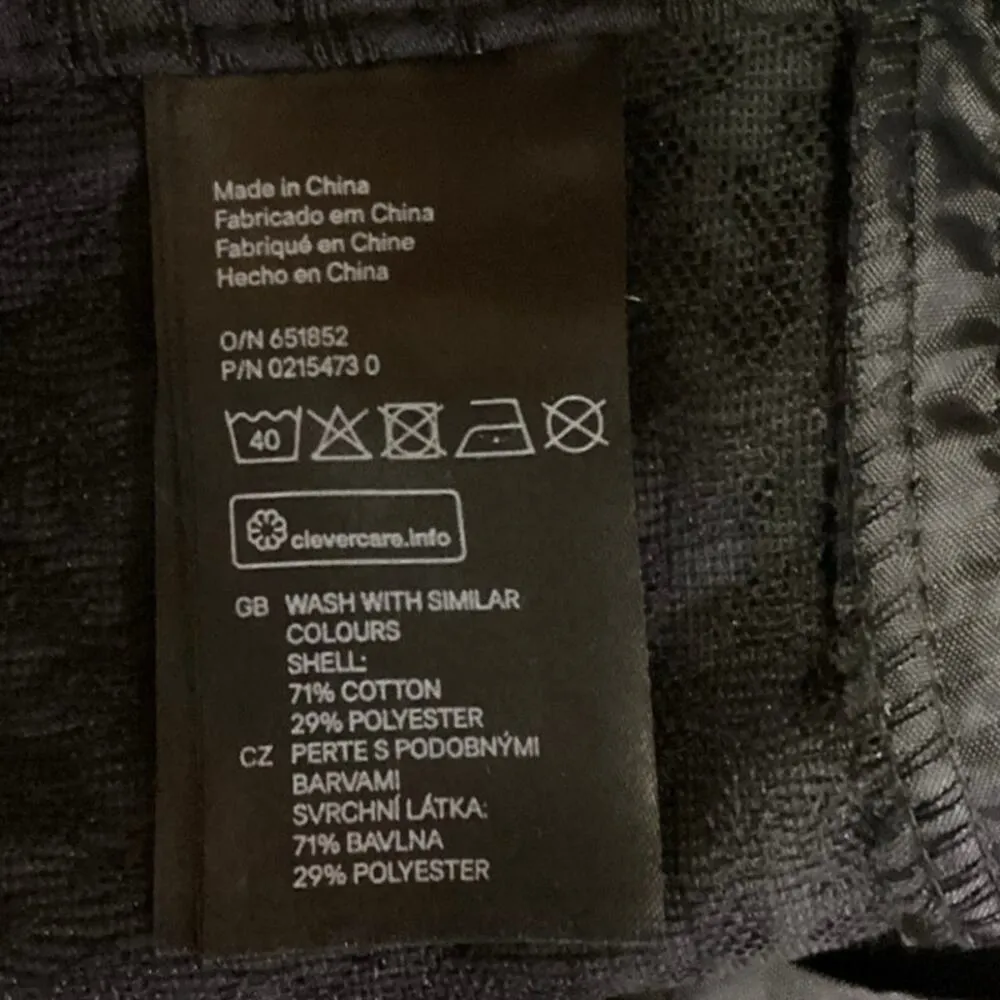 Made in China
Fabricado em China
Fabriqué en Chine
Hecho en China
O/N 651852
P/N 0215473 0
40
clevercare.info
GB WASH WITH SIMILAR
COLOURS
SHELL:
71% COTTON
29% POLYESTER
CZ PERTE S PODOBNÝMI
BARVAMI
SVRCHNÍ LÁTKA:
71% BAVLNA
29% POLYESTER